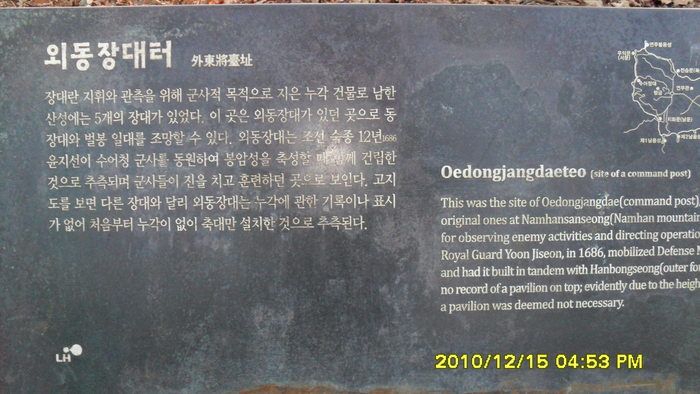 외동장대터 外東將臺址
장대란 지휘와 관측을 위해 군사적 목적으로 지은 누각 건물로 남한
산성에는 5개의 장대가 있었다. 이 곳은 외동장대가 있던 곳으로 동
장대와 벌봉 일대를 조망할 수 있다. 외동장대는 조선 숙종 12년1686
윤지선이 수어청 군사를 동원하여 봉암성을 축성할 때 함께 건립한
것으로 추측되며 군사들이 진을 치고 훈련하던 곳으로 보인다. 고지
도를 보면 다른 장대와 달리 외동장대는 누각에 관한 기록이나 표시
가 없어 처음부터 누각이 없이 축대만 설치한 것으로 추측된다.
Oedongjangdaeteo (site of a command post)
This was the site of Oedongjangdae(command post),
original ones at Namhansanseong(Namhan mountain
for observing enemy activities and directing operatio
Royal Guard Yoon Jiseon, in 1686, mobilized Defense M
and had it built in tandem with Hanbongseong(outer for
no record of a pavilion on top; evidently due to the heigh
a pavilion was deemed not necessary.
LH
2010/12/15 04:53 PM